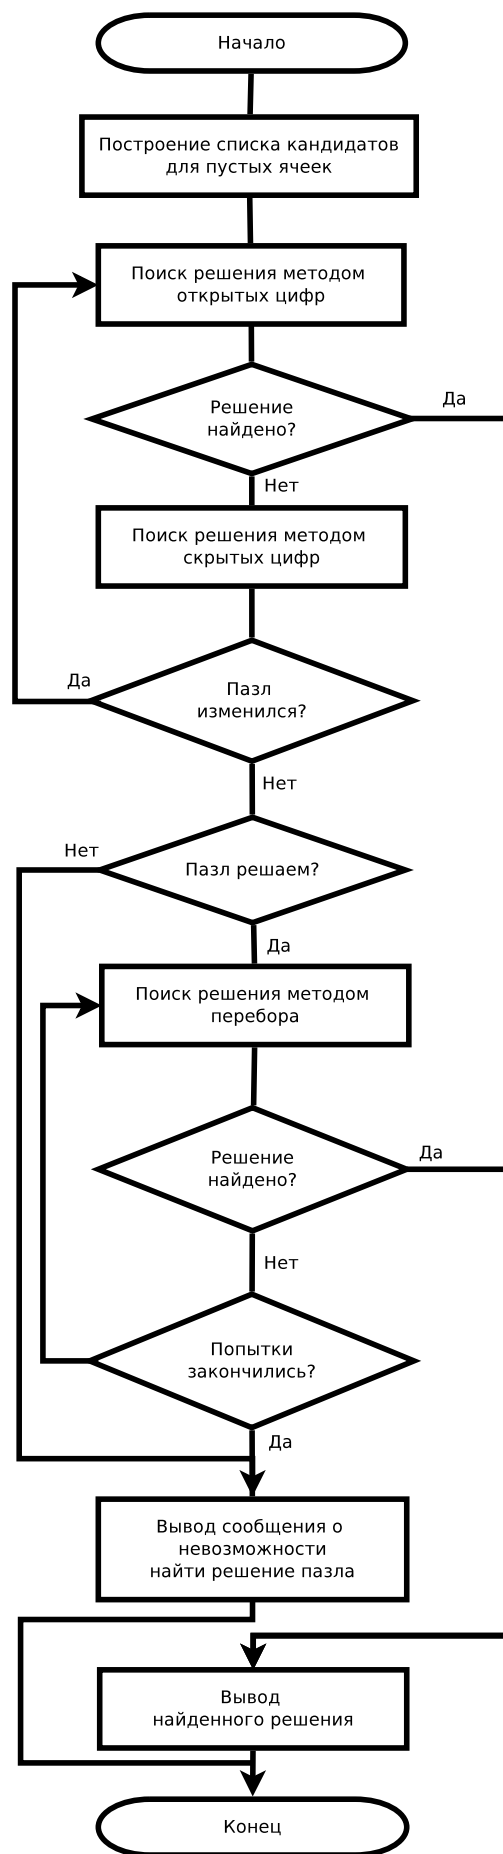 Начало
Построение списка кандидатов
для пустых ячеек
Поиск решения методом
открытых цифр
Решение
найдено?
Да
Нет
Поиск решения методом
скрытых цифр
Пазл
изменился?
Да
Нет
Пазл решаем?
Нет
Да
Поиск решения методом
перебора
Решение
найдено?
Да
Нет
Попытки
закончились?
Да
Вывод сообщения о
невозможности
найти решение пазла
Вывод
найденного решения
Конец